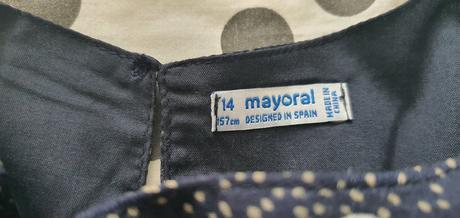 14 mayoral
157cm DESIGNED IN SPAIN
MADE IN
CHINA